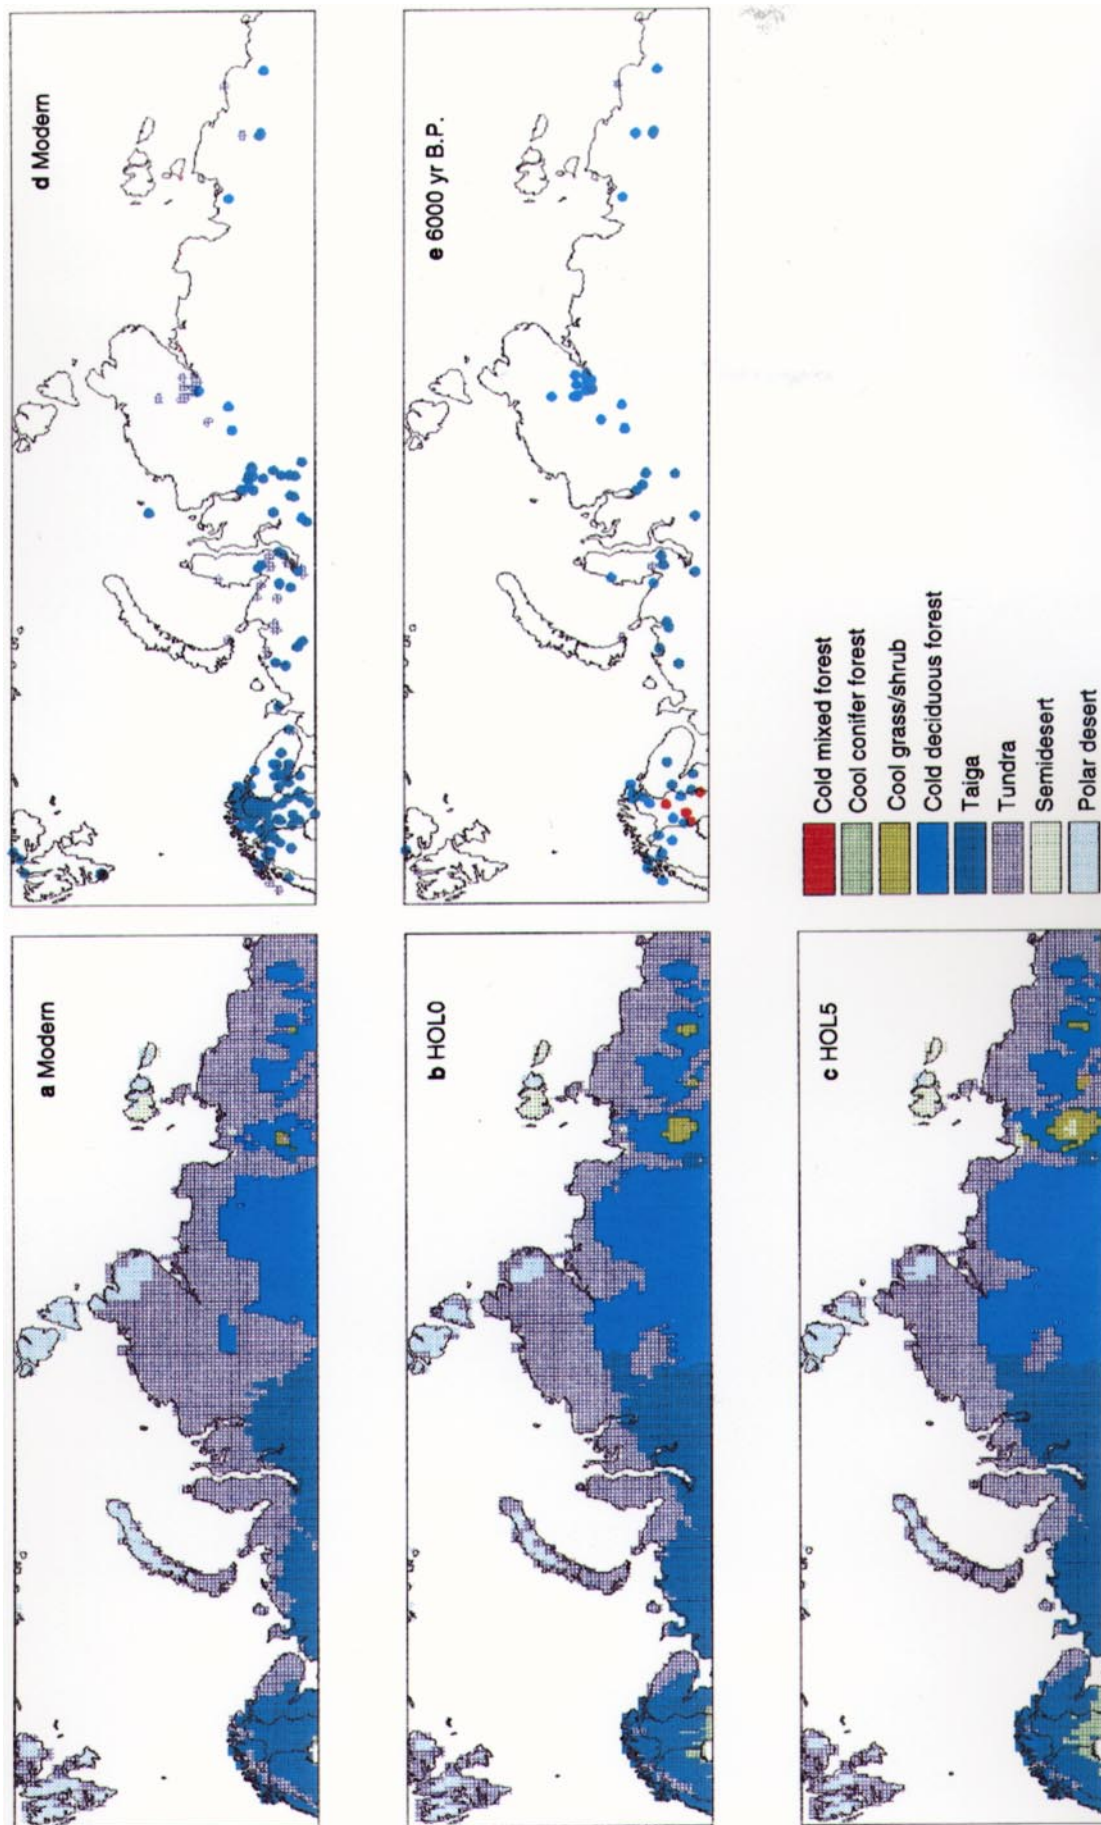 a Modern
b HOL0
c HOL5
d Modern
e 6000 yr B.P.
Cold mixed forest
Cool conifer forest
Cool grass/shrub
Cold deciduous forest
Taiga
Tundra
Semidesert
Polar desert